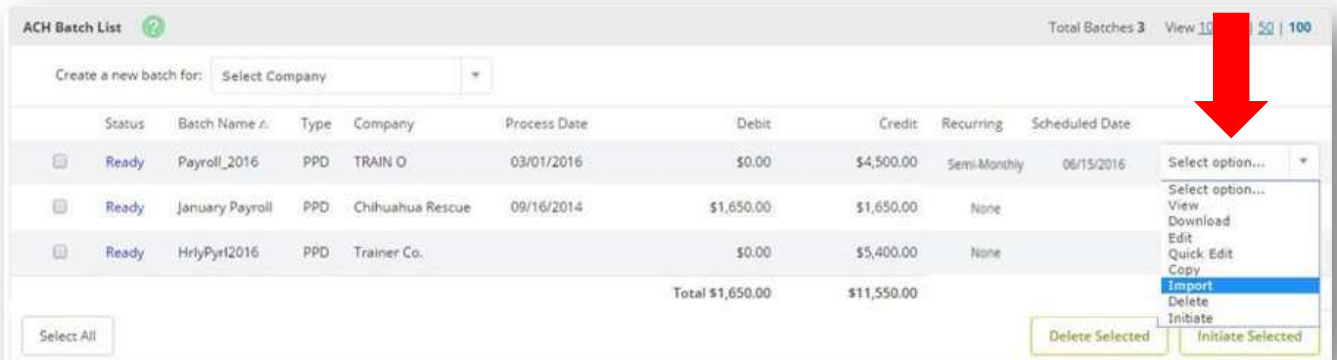 ACH Batch List ? Total Batches 3 View 10 | 50 | 100
Create a new batch for: Select Company
Status Batch Name Type Company Process Date Debit Credit Recurring Scheduled Date
Ready Payroll_2016 PPD TRAIN O 03/01/2016 $0.00 $4,500.00 Semi-Monthly 06/15/2016 Select option...
Select option...
Ready January Payroll PPD Chihuahua Rescue 09/16/2014 $1,650.00 $1,650.00 None View
Download
Edit
Ready HrlyPyrl2016 PPD Trainer Co. $0.00 $5,400.00 None Quick Edit
Copy
Total $1,650.00 $11,550.00 Import
Delete
Initiate
Select All Delete Selected Initiate Selected